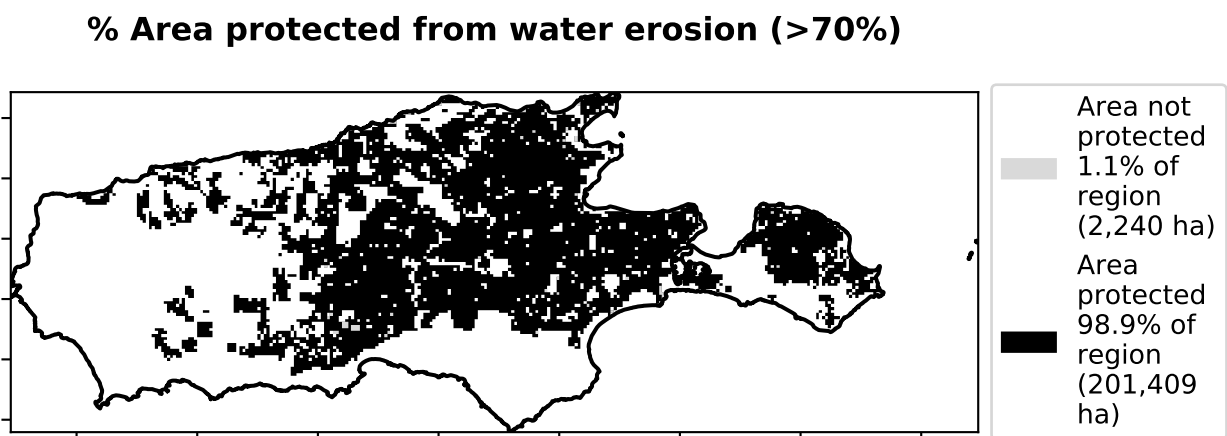 % Area protected from water erosion (>70%)
Area not
protected
1.1% of
region
(2,240 ha)
Area
protected
98.9% of
region
(201,409
ha)